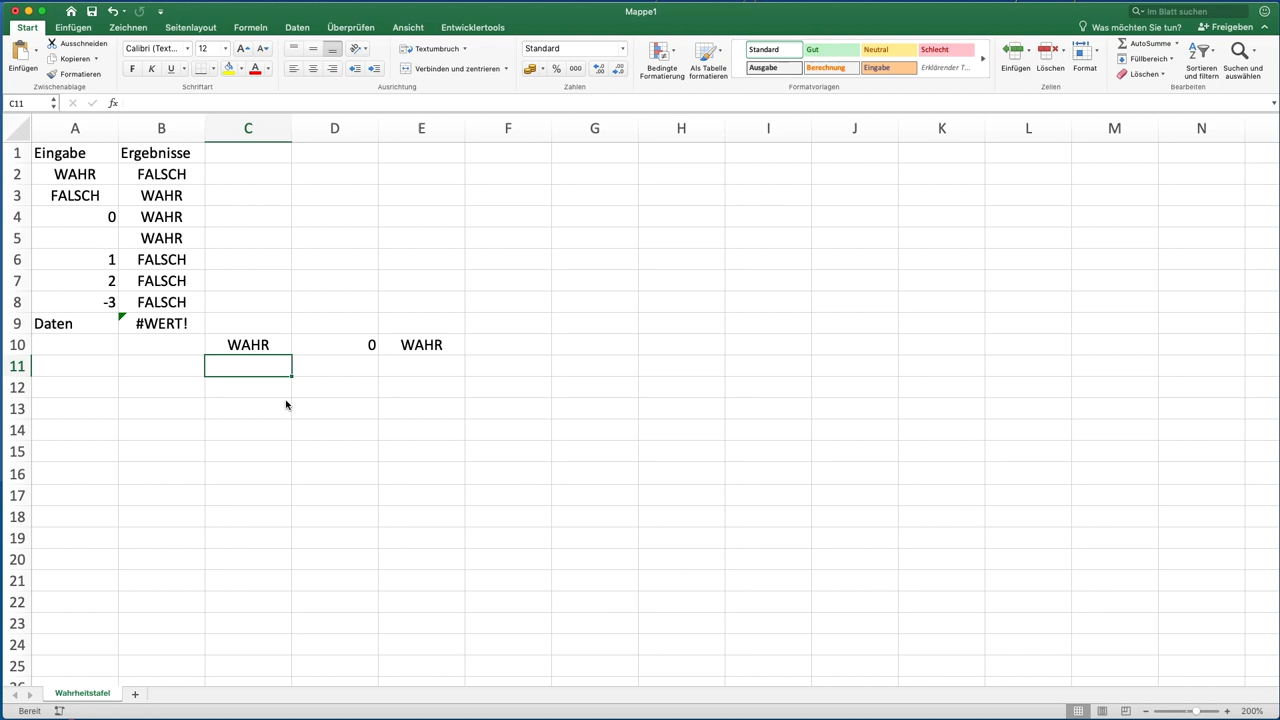 Mappe1
Im Blatt suchen
Start Einfügen Zeichnen Seitenlayout Formeln Daten Überprüfen Ansicht Entwicklertools
Was möchten Sie tun? Freigeben
Einfügen
Ausschneiden
Kopieren
Formatieren
Zwischenablage
Calibri (Text... 12
A A
F K U
Schriftart
Textumbruch
Verbinden und zentrieren
Ausrichtung
Standard
% 000
Zahlen
Bedingte Formatierung
Als Tabelle formatieren
Standard Gut Neutral Schlecht
Ausgabe Berechnung Eingabe Erklärender T...
Formatvorlagen
Einfügen Löschen Format
Zellen
AutoSumme
Füllbereich
Löschen
Sortieren und filtern
Suchen und auswählen
Bearbeiten
C11 fx
A B C D E F G H I J K L M N
1 Eingabe Ergebnisse
2 WAHR FALSCH
3 FALSCH WAHR
4 0 WAHR
5 WAHR
6 1 FALSCH
7 2 FALSCH
8 -3 FALSCH
9 Daten #WERT!
10 WAHR 0 WAHR
11
12
13
14
15
16
17
18
19
20
21
22
23
24
25
Wahrheitstafel +
Bereit
200%